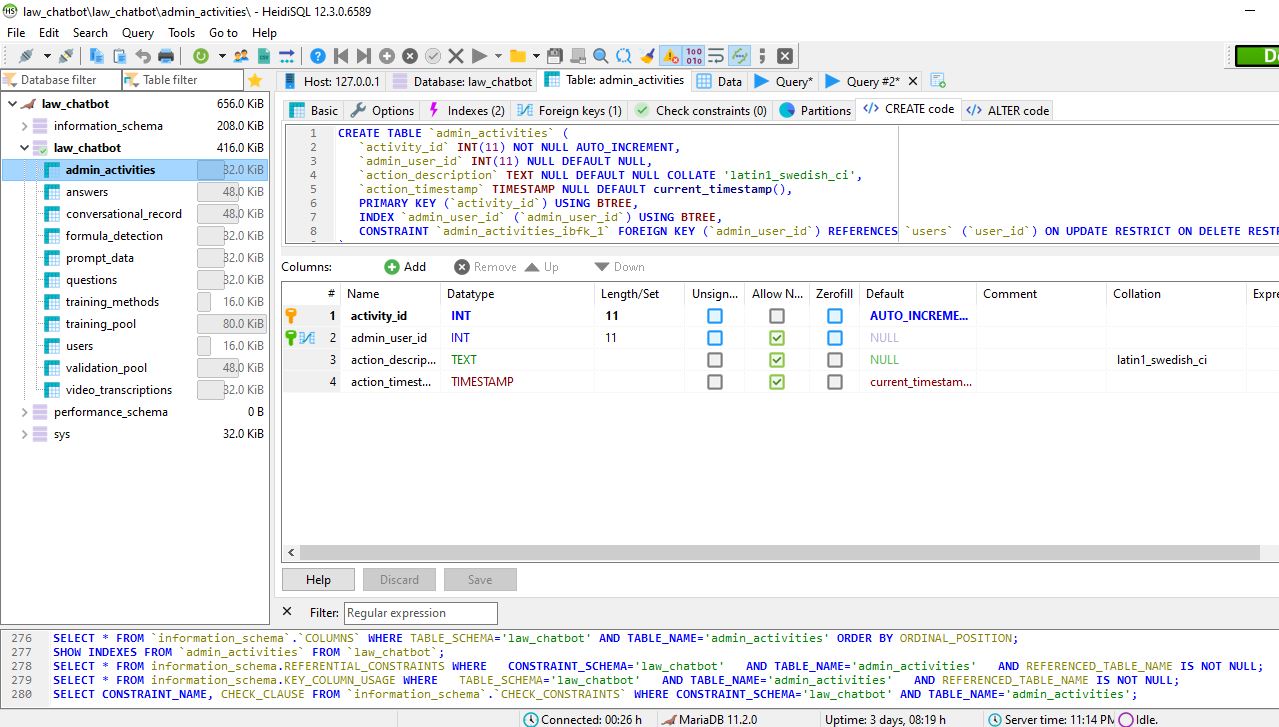 law_chatbot\law_chatbot\admin_activities\ - HeidiSQL 12.3.0.6589
File Edit Search Query Tools Go to Help
Database filter Table filter
Host: 127.0.0.1 Database: law_chatbot Table: admin_activities Data Query* Query #2*
Basic Options Indexes (2) Foreign keys (1) Check constraints (0) Partitions CREATE code ALTER code
law_chatbot 656.0 KiB
information_schema 208.0 KiB
law_chatbot 416.0 KiB
admin_activities 32.0 KiB
answers 48.0 KiB
conversational_record 48.0 KiB
formula_detection 32.0 KiB
prompt_data 32.0 KiB
questions 32.0 KiB
training_methods 16.0 KiB
training_pool 80.0 KiB
users 16.0 KiB
validation_pool 48.0 KiB
video_transcriptions 32.0 KiB
performance_schema 0 B
sys 32.0 KiB
1 CREATE TABLE `admin_activities` (
2 `activity_id` INT(11) NOT NULL AUTO_INCREMENT,
3 `admin_user_id` INT(11) NULL DEFAULT NULL,
4 `action_description` TEXT NULL DEFAULT NULL COLLATE 'latin1_swedish_ci',
5 `action_timestamp` TIMESTAMP NULL DEFAULT current_timestamp(),
6 PRIMARY KEY (`activity_id`) USING BTREE,
7 INDEX `admin_user_id` (`admin_user_id`) USING BTREE,
8 CONSTRAINT `admin_activities_ibfk_1` FOREIGN KEY (`admin_user_id`) REFERENCES `users` (`user_id`) ON UPDATE RESTRICT ON DELETE RESTR
Columns: Add Remove Up Down
# Name Datatype Length/Set Unsign... Allow N... Zerofill Default Comment Collation Expre
1 activity_id INT 11 AUTO_INCREME...
2 admin_user_id INT 11 NULL
3 action_descrip... TEXT NULL latin1_swedish_ci
4 action_timest... TIMESTAMP current_timestam...
Help Discard Save
Filter: Regular expression
276 SELECT * FROM `information_schema`.`COLUMNS` WHERE TABLE_SCHEMA='law_chatbot' AND TABLE_NAME='admin_activities' ORDER BY ORDINAL_POSITION;
277 SHOW INDEXES FROM `admin_activities` FROM `law_chatbot`;
278 SELECT * FROM information_schema.REFERENTIAL_CONSTRAINTS WHERE CONSTRAINT_SCHEMA='law_chatbot' AND TABLE_NAME='admin_activities' AND REFERENCED_TABLE_NAME IS NOT NULL;
279 SELECT * FROM information_schema.KEY_COLUMN_USAGE WHERE TABLE_SCHEMA='law_chatbot' AND TABLE_NAME='admin_activities' AND REFERENCED_TABLE_NAME IS NOT NULL;
280 SELECT CONSTRAINT_NAME, CHECK_CLAUSE FROM `information_schema`.`CHECK_CONSTRAINTS` WHERE CONSTRAINT_SCHEMA='law_chatbot' AND TABLE_NAME='admin_activities';
Connected: 00:26 h MariaDB 11.2.0 Uptime: 3 days, 08:19 h Server time: 11:14 PM Idle.